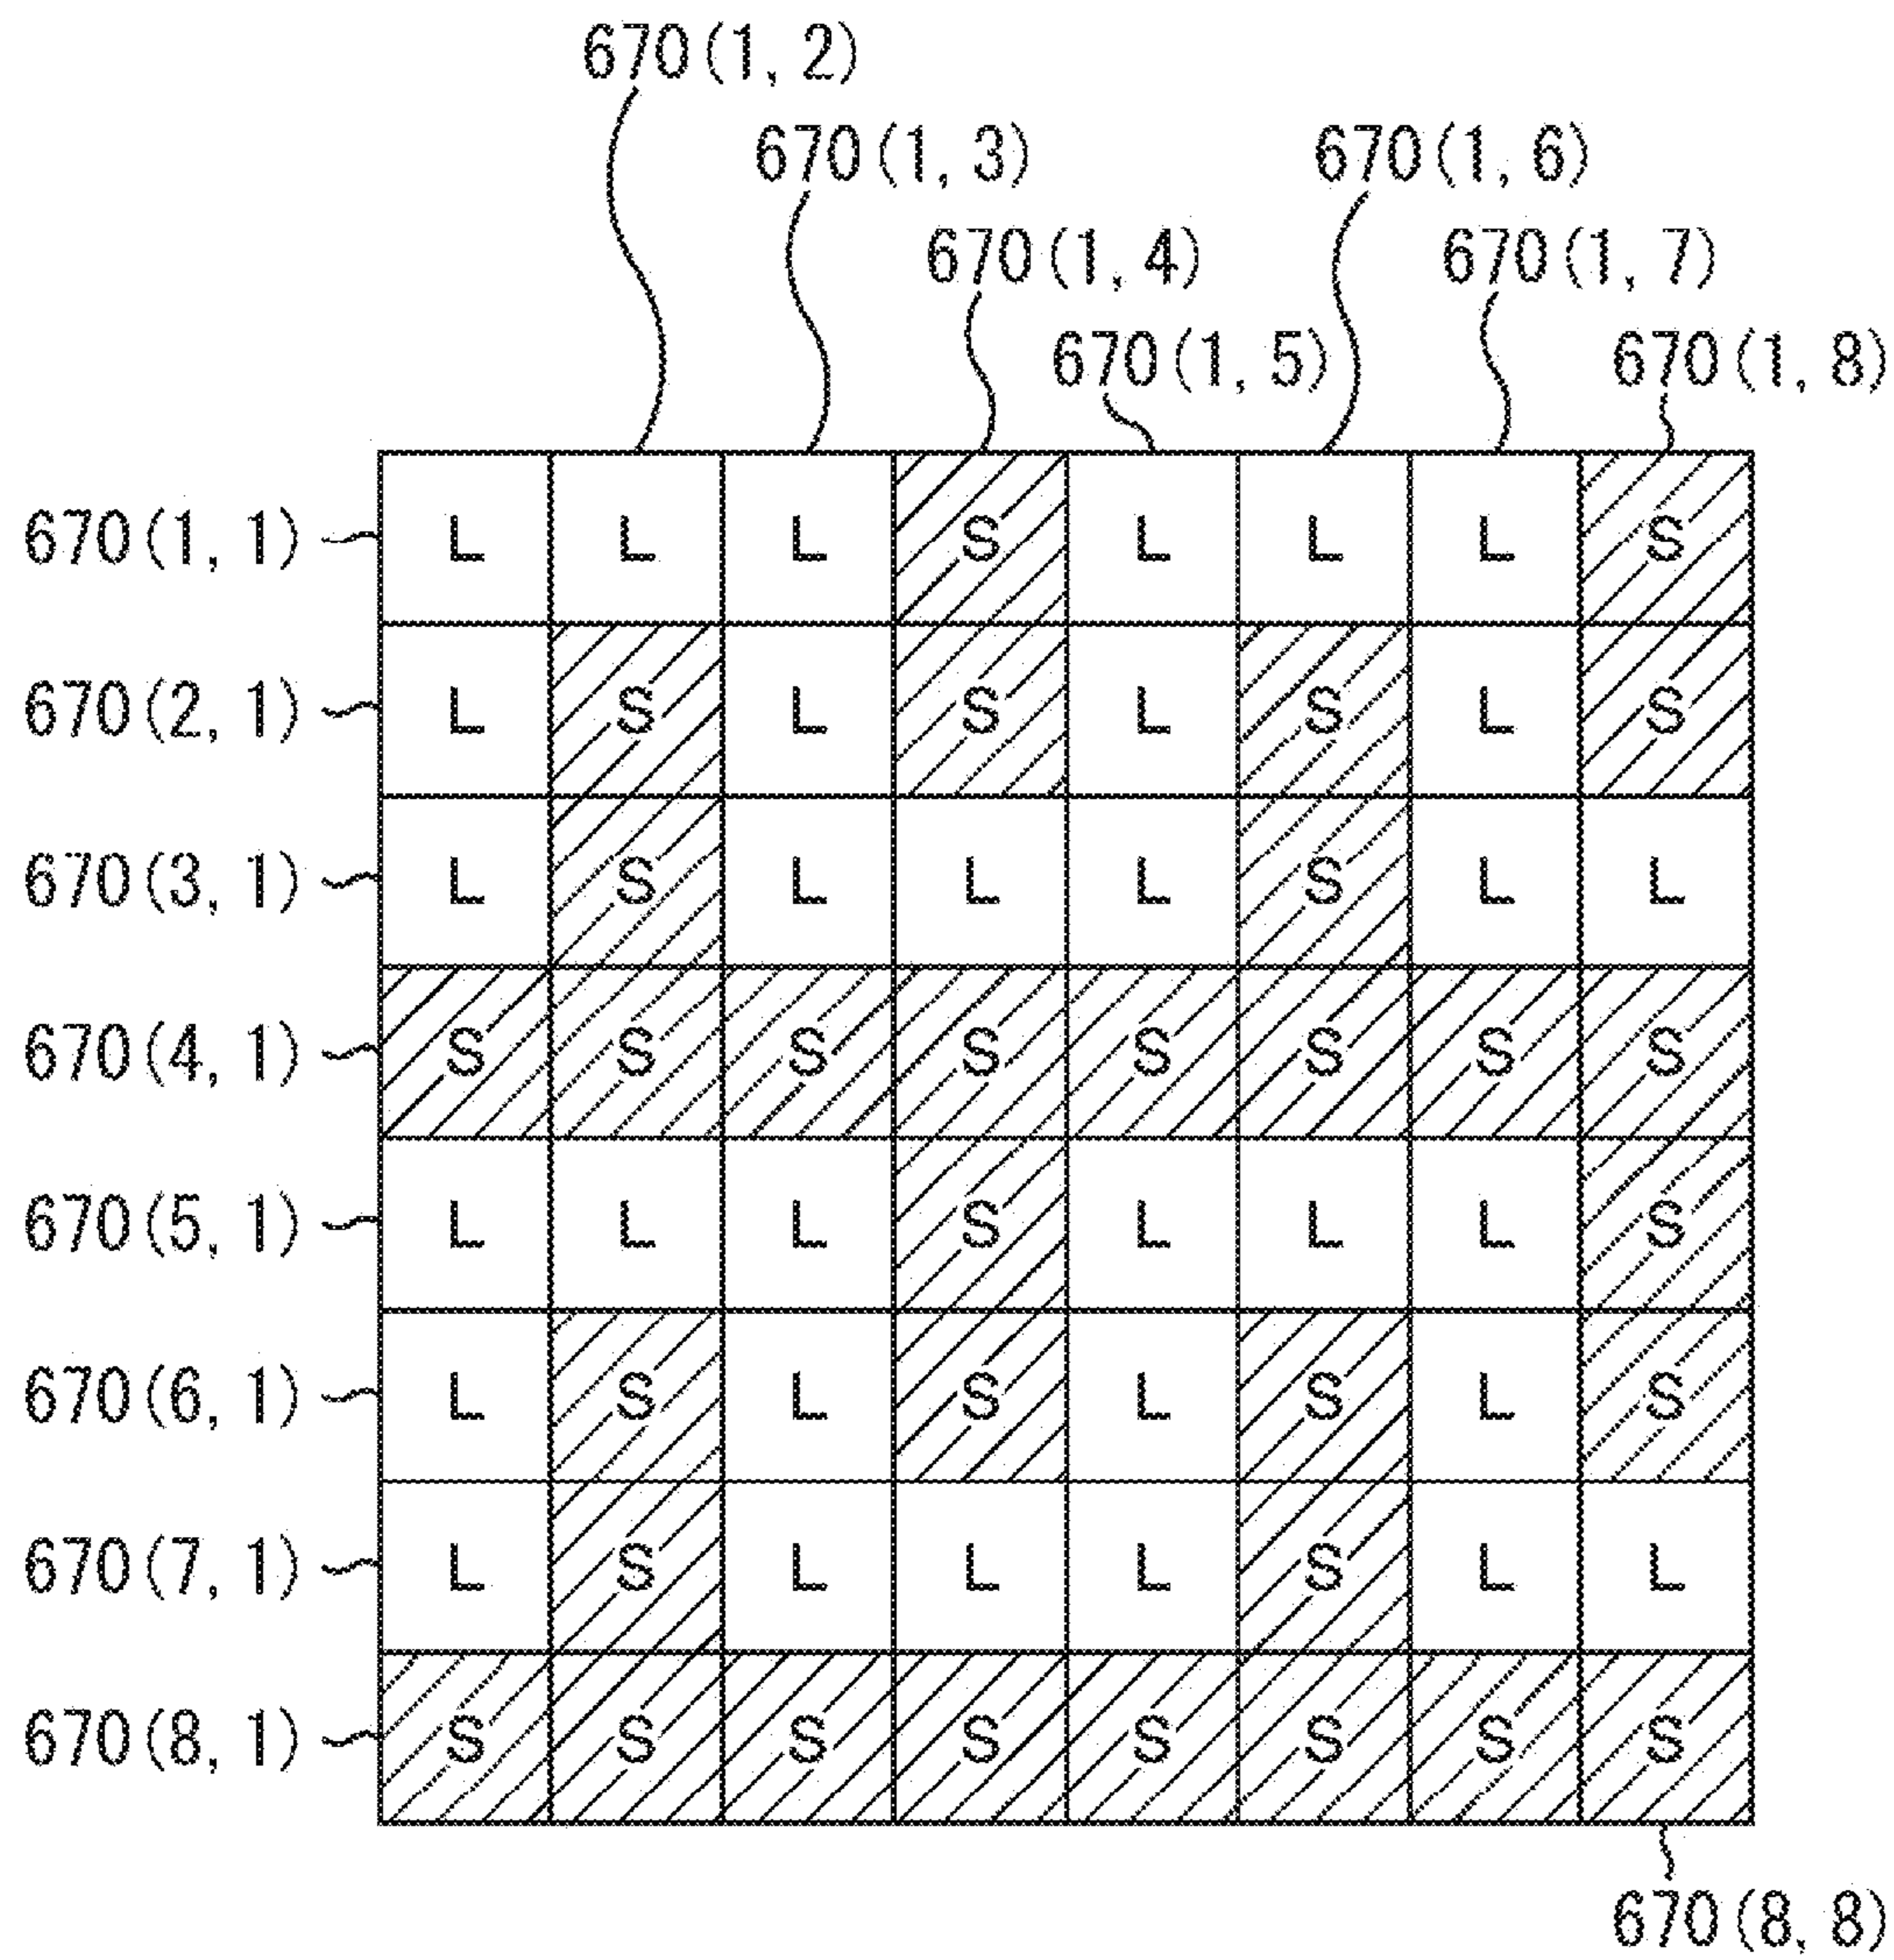 670(1, 2)
670(1, 3)
670(1, 6)
670(1, 4)
670(1, 7)
670(1, 5)
670(1, 8)
670(1, 1) L L L S L L L S
670(2, 1) L S L S L S L S
670(3, 1) L S L L L S L L
670(4, 1) S S S S S S S S
670(5, 1) L L L S L L L S
670(6, 1) L S L S L S L S
670(7, 1) L S L L L S L L
670(8, 1) S S S S S S S S
670(8, 8)